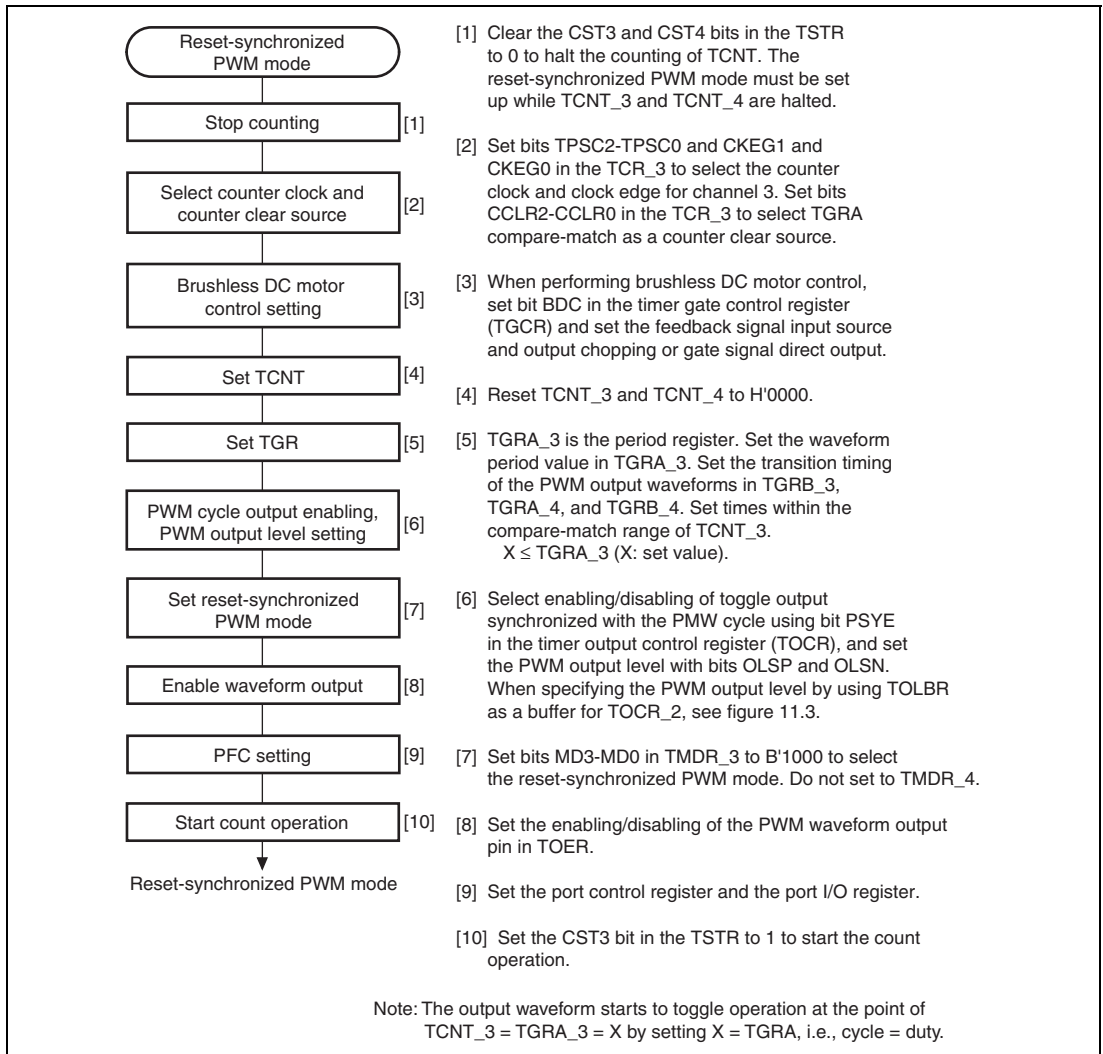 Reset-synchronized
PWM mode
Stop counting [1]
Select counter clock and
counter clear source [2]
Brushless DC motor
control setting [3]
Set TCNT [4]
Set TGR [5]
PWM cycle output enabling,
PWM output level setting [6]
Set reset-synchronized
PWM mode [7]
Enable waveform output [8]
PFC setting [9]
Start count operation [10]
Reset-synchronized PWM mode
[1] Clear the CST3 and CST4 bits in the TSTR
to 0 to halt the counting of TCNT. The
reset-synchronized PWM mode must be set
up while TCNT_3 and TCNT_4 are halted.
[2] Set bits TPSC2-TPSC0 and CKEG1 and
CKEG0 in the TCR_3 to select the counter
clock and clock edge for channel 3. Set bits
CCLR2-CCLR0 in the TCR_3 to select TGRA
compare-match as a counter clear source.
[3] When performing brushless DC motor control,
set bit BDC in the timer gate control register
(TGCR) and set the feedback signal input source
and output chopping or gate signal direct output.
[4] Reset TCNT_3 and TCNT_4 to H'0000.
[5] TGRA_3 is the period register. Set the waveform
period value in TGRA_3. Set the transition timing
of the PWM output waveforms in TGRB_3,
TGRA_4, and TGRB_4. Set times within the
compare-match range of TCNT_3.
X ≤ TGRA_3 (X: set value).
[6] Select enabling/disabling of toggle output
synchronized with the PMW cycle using bit PSYE
in the timer output control register (TOCR), and set
the PWM output level with bits OLSP and OLSN.
When specifying the PWM output level by using TOLBR
as a buffer for TOCR_2, see figure 11.3.
[7] Set bits MD3-MD0 in TMDR_3 to B'1000 to select
the reset-synchronized PWM mode. Do not set to TMDR_4.
[8] Set the enabling/disabling of the PWM waveform output
pin in TOER.
[9] Set the port control register and the port I/O register.
[10] Set the CST3 bit in the TSTR to 1 to start the count
operation.
Note: The output waveform starts to toggle operation at the point of
TCNT_3 = TGRA_3 = X by setting X = TGRA, i.e., cycle = duty.